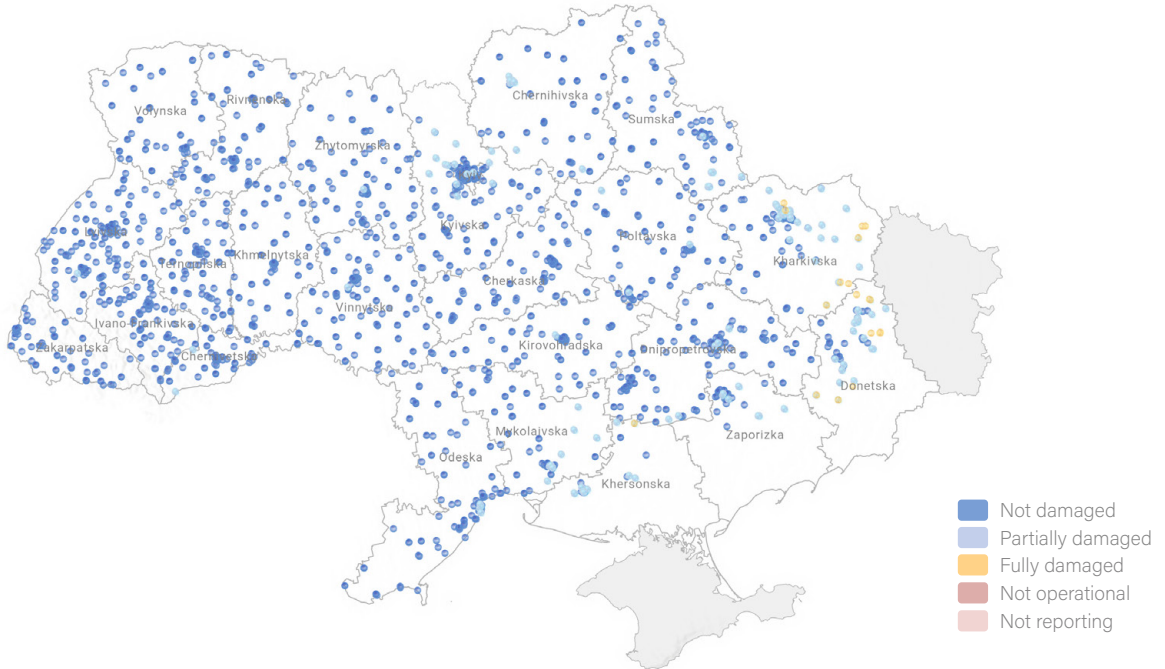 Volynska
Rivnenska
Chernihivska
Sumska
Zhytomyrska
Kyivska
Lvivska
Ternopilska
Khmelnytska
Poltavska
Kharkivska
Cherkaska
Vinnytska
Ivano-Frankivska
Zakarpatska
Chernivetska
Kirovohradska
Dnipropetrovska
Donetska
Mykolaivska
Zaporizka
Odeska
Khersonska
Not damaged
Partially damaged
Fully damaged
Not operational
Not reporting